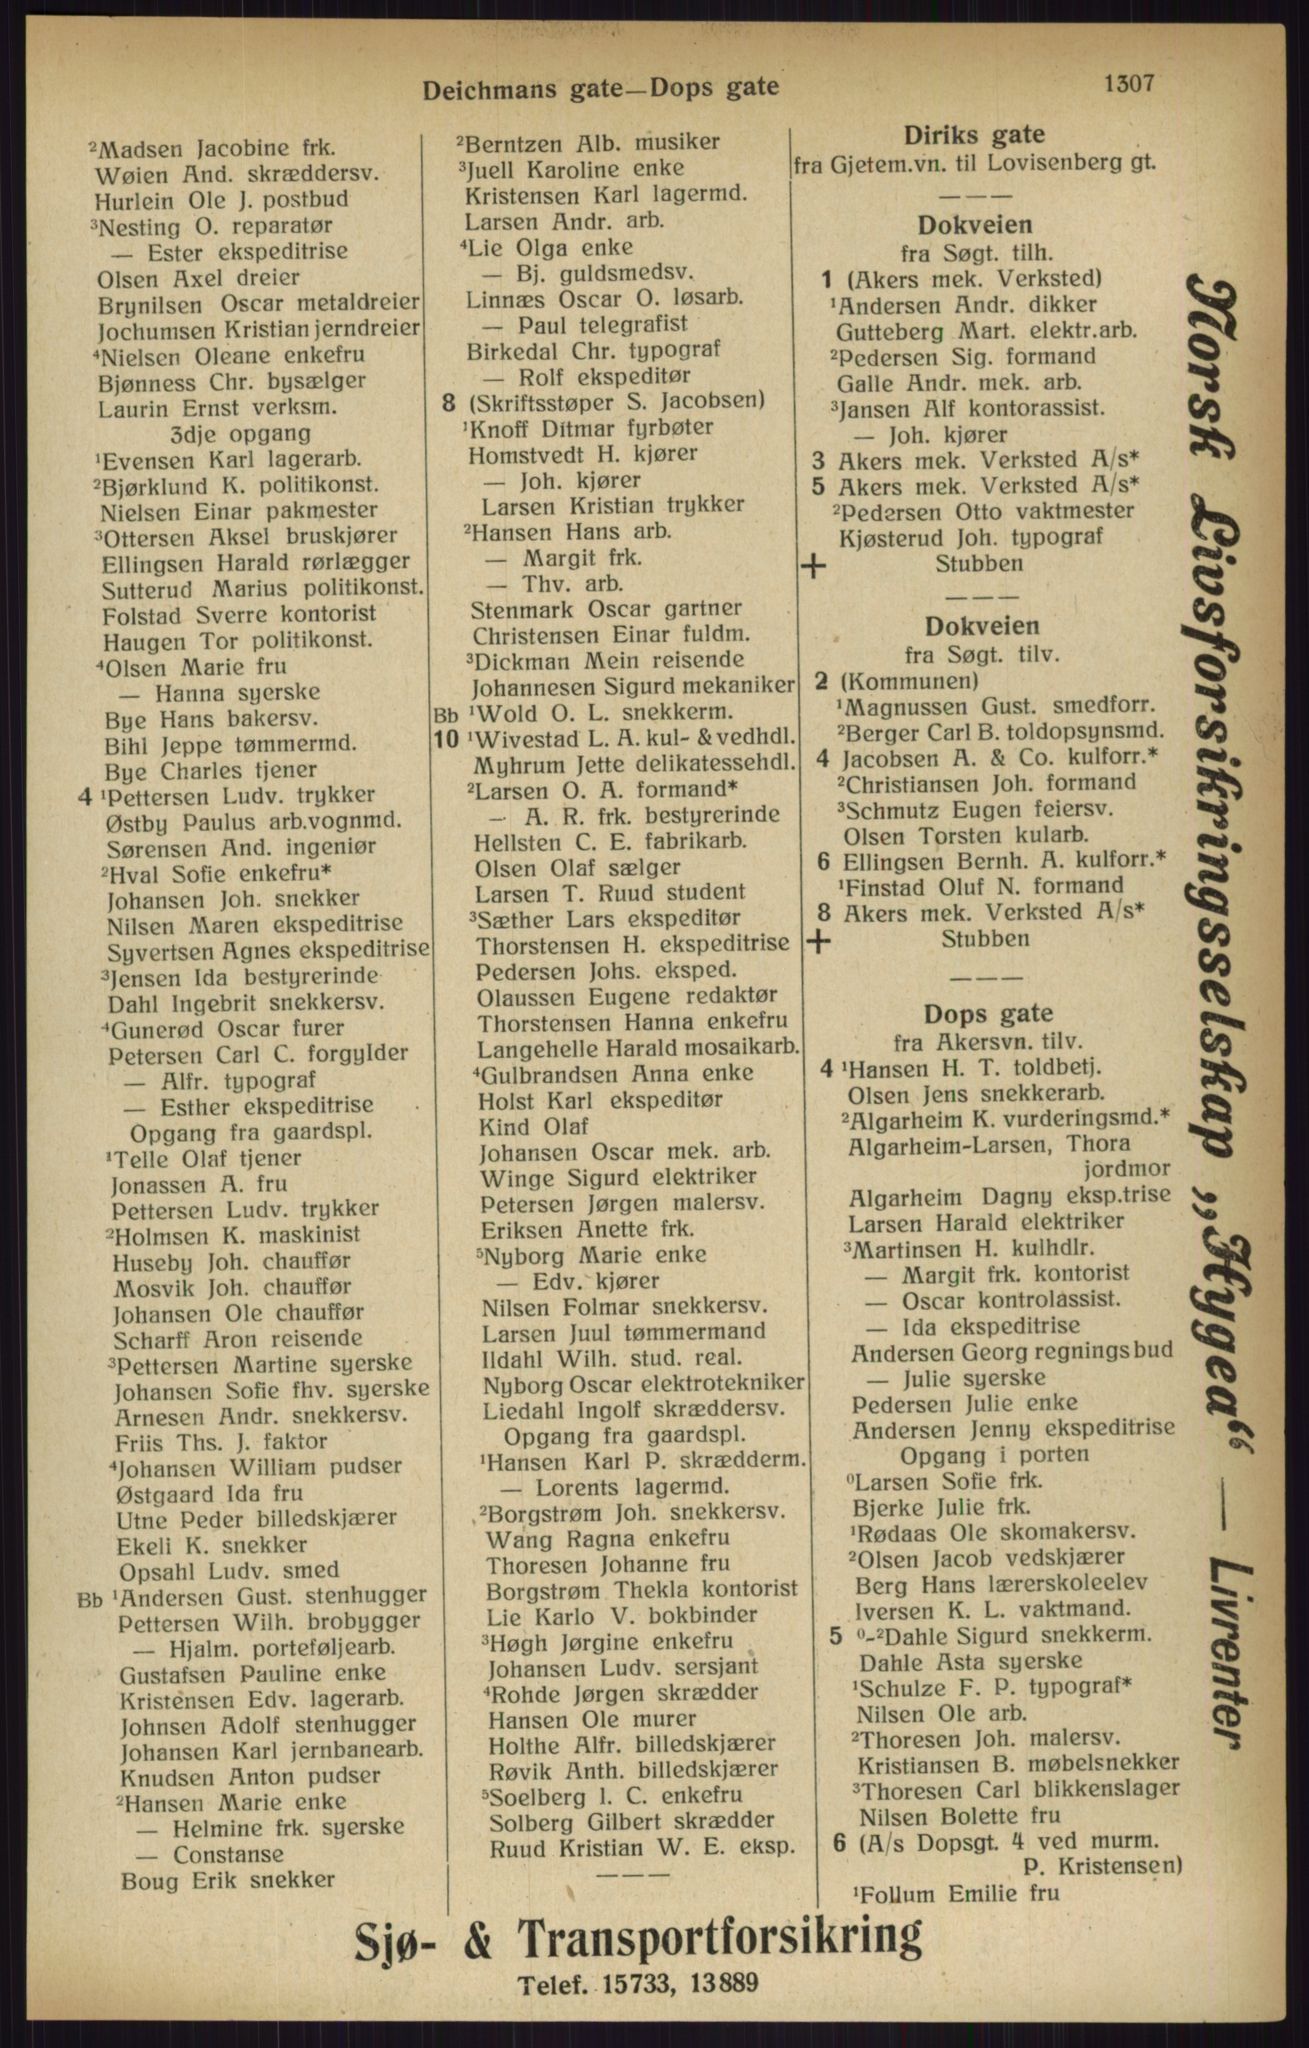 Deichmans gate—Dops gate
1307
²Madsen Jacobine frk.
Wøien And. skræddersv.
Hurlein Ole J. postbud
³Nesting O. reparatør
— Ester ekspeditrise
Olsen Axel dreier
Brynilsen Oscar metaldreier
Jochumsen Kristian jerndreier
⁴Nielsen Oleane enkefru
Bjønness Chr. bysælger
Laurin Ernst verksm.
3dje opgang
¹Evensen Karl lagerarb.
²Bjørklund K. politikonst.
Nielsen Einar pakmester
³Ottersen Aksel bruskjører
Ellingsen Harald rørlægger
Sutterud Marius politikonst.
Folstad Sverre kontorist
Haugen Tor politikonst.
⁴Olsen Marie fru
— Hanna syerske
Bye Hans bakersv.
Bihl Jeppe tømmermd.
Bye Charles tjener
4 ¹Pettersen Ludv. trykker
Østby Paulus arb.vognmd.
Sørensen And. ingeniør
²Hval Sofie enkefru*
Johansen Joh. snekker
Nilsen Maren ekspeditrise
Syvertsen Agnes ekspeditrise
³Jensen Ida bestyrerinde
Dahl Ingebrit snekkersv.
⁴Gunerød Oscar furer
Petersen Carl C. forgylder
— Alfr. typograf
— Esther ekspeditrise
Opgang fra gaardspl.
¹Telle Olaf tjener
Jonassen A. fru
Pettersen Ludv. trykker
²Holmsen K. maskinist
Huseby Joh. chauffør
Mosvik Joh. chauffør
Johansen Ole chauffør
Scharff Aron reisende
³Pettersen Martine syerske
Johansen Sofie fhv. syerske
Arnesen Andr. snekkersv.
Friis Ths. J. faktor
⁴Johansen William pudser
Østgaard Ida fru
Utne Peder billedskjærer
Ekeli K. snekker
Opsahl Ludv. smed
Bb ¹Andersen Gust. stenhugger
Pettersen Wilh. brobygger
— Hjalm. porteføljearb.
Gustafsen Pauline enke
Kristensen Edv. lagerarb.
Johnsen Adolf stenhugger
Johansen Karl jernbanearb.
Knudsen Anton pudser
²Hansen Marie enke
— Helmine frk. syerske
— Constanse
Boug Erik snekker
²Berntzen Alb. musiker
³Juell Karoline enke
Kristensen Karl lagermd.
Larsen Andr. arb.
⁴Lie Olga enke
— Bj. guldsmedsv.
Linnæs Oscar O. løsarb.
— Paul telegrafist
Birkedal Chr. typograf
— Rolf ekspeditør
8 (Skriftsstøper S. Jacobsen)
¹Knoff Ditmar fyrbøter
Homstvedt H. kjører
— Joh. kjører
Larsen Kristian trykker
²Hansen Hans arb.
— Margit frk.
— Thv. arb.
Stenmark Oscar gartner
Christensen Einar fuldm.
³Dickman Mein reisende
Johannesen Sigurd mekaniker
Bb ¹Wold O. L. snekkerm.
10 ¹Wivestad L. A. kul- & vedhdl.
Myhrum Jette delikatessehdl.
²Larsen O. A. formand*
— A. R. frk. bestyrerinde
Hellsten C. E. fabrikarb.
Olsen Olaf sælger
Larsen T. Ruud student
³Sæther Lars ekspeditør
Thorstensen H. ekspeditrise
Pedersen Johs. eksped.
Olaussen Eugene redaktør
Thorstensen Hanna enkefru
Langehelle Harald mosaikarb.
⁴Gulbrandsen Anna enke
Holst Karl ekspeditør
Kind Olaf
Johansen Oscar mek. arb.
Winge Sigurd elektriker
Petersen Jørgen malersv.
Eriksen Anette frk.
⁵Nyborg Marie enke
— Edv. kjører
Nilsen Folmar snekkersv.
Larsen Juul tømmermand
Ildahl Wilh. stud. real.
Nyborg Oscar elektrotekniker
Liedahl Ingolf skræddersv.
Opgang fra gaardspl.
¹Hansen Karl P. skrædderm.
— Lorents lagermd.
²Borgstrøm Joh. snekkersv.
Wang Ragna enkefru
Thoresen Johanne fru
Borgstrøm Thekla kontorist
Lie Karlo V. bokbinder
³Høgh Jørgine enkefru
Johansen Ludv. sersjant
⁴Rohde Jørgen skrædder
Hansen Ole murer
Holthe Alfr. billedskjærer
Røvik Anth. billedskjærer
⁵Soelberg I. C. enkefru
Solberg Gilbert skrædder
Ruud Kristian W. E. eksp.
— — —
Diriks gate
fra Gjetem.vn. til Lovisenberg gt.
— — —
Dokveien
fra Søgt. tilh.
1 (Akers mek. Verksted)
¹Andersen Andr. dikker
Gutteberg Mart. elektr.arb.
²Pedersen Sig. formand
Galle Andr. mek. arb.
³Jansen Alf kontorassist.
— Joh. kjører
3 Akers mek. Verksted A/s*
5 Akers mek. Verksted A/s*
²Pedersen Otto vaktmester
Kjøsterud Joh. typograf
+ Stubben
— — —
Dokveien
fra Søgt. tilv.
2 (Kommunen)
¹Magnussen Gust. smedforr.
²Berger Carl B. toldopsynsmd.
4 Jacobsen A. & Co. kulforr.*
²Christiansen Joh. formand
³Schmutz Eugen feiersv.
Olsen Torsten kularb.
6 Ellingsen Bernh. A. kulforr.*
¹Finstad Oluf N. formand
8 Akers mek. Verksted A/s*
+ Stubben
— — —
Dops gate
fra Akersvn. tilv.
4 ¹Hansen H. T. toldbetj.
Olsen Jens snekkerarb.
²Algarheim K. vurderingsmd.*
Algarheim-Larsen, Thora
jordmor
Algarheim Dagny eksp.trise
Larsen Harald elektriker
³Martinsen H. kulhdlr.
— Margit frk. kontorist
— Oscar kontrolassist.
— Ida ekspeditrise
Andersen Georg regningsbud
— Julie syerske
Pedersen Julie enke
Andersen Jenny ekspeditrise
Opgang i porten
⁰Larsen Sofie frk.
Bjerke Julie frk.
¹Rødaas Ole skomakersv.
²Olsen Jacob vedskjærer
Berg Hans lærerskoleelev
Iversen K. L. vaktmand.
5 ⁰-²Dahle Sigurd snekkerm.
Dahle Asta syerske
¹Schulze F. P. typograf*
Nilsen Ole arb.
²Thoresen Joh. malersv.
Kristiansen B. møbelsnekker
³Thoresen Carl blikkenslager
Nilsen Bolette fru
6 (A/s Dopsgt. 4 ved murm.
P. Kristensen)
¹Follum Emilie fru
Norsk Livsforsikringsselskap „Hygea“ — Livrenter
Sjø- & Transportforsikring
Telef. 15733, 13889